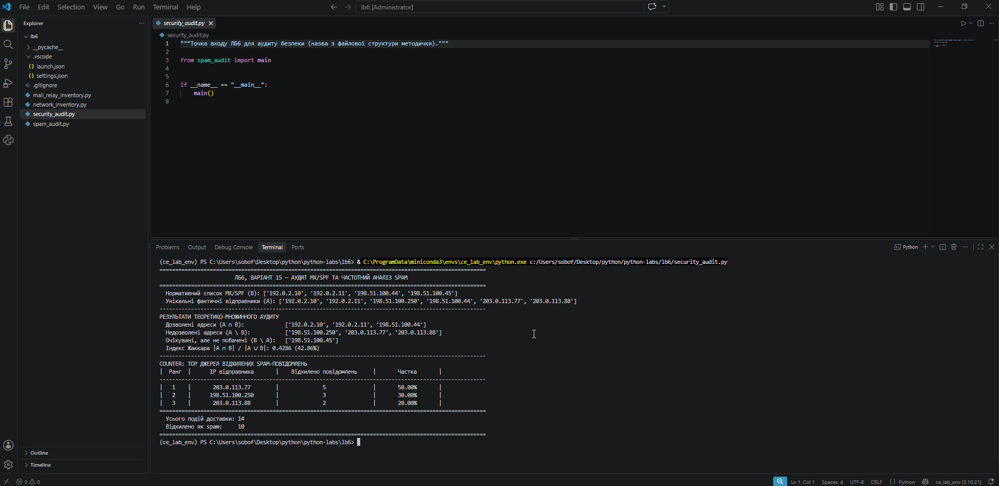 File Edit Selection View Go Run Terminal Help
lb6 [Administrator]
Explorer
lb6
__pycache__
.vscode
launch.json
settings.json
.gitignore
mail_relay_inventory.py
network_inventory.py
security_audit.py
spam_audit.py
Outline
Timeline
security_audit.py
security_audit.py
1 """Точка входу ЛБ6 для аудиту безпеки (назва з файлової структури методички)."""
2
3 from spam_audit import main
4
5
6 if __name__ == "__main__":
7 main()
8
Problems Output Debug Console Terminal Ports
Python
(ce_lab_env) PS C:\Users\sobof\Desktop\python\python-labs\lb6> & C:\ProgramData\miniconda3\envs\ce_lab_env\python.exe c:/Users/sobof/Desktop/python/python-labs/lb6/security_audit.py
ЛБ6, ВАРІАНТ 15 — АУДИТ MX/SPF ТА ЧАСТОТНИЙ АНАЛІЗ SPAM
Нормативний список MX/SPF (B): ['192.0.2.10', '192.0.2.11', '198.51.100.44', '198.51.100.45']
Унікальні фактичні відправники (A): ['192.0.2.10', '192.0.2.11', '198.51.100.250', '198.51.100.44', '203.0.113.77', '203.0.113.88']
РЕЗУЛЬТАТИ ТЕОРЕТИКО-МНОЖИННОГО АУДИТУ
Дозволені адреси (A ∩ B): ['192.0.2.10', '192.0.2.11', '198.51.100.44']
Недозволені адреси (A \ B): ['198.51.100.250', '203.0.113.77', '203.0.113.88']
Очікувані, але не побачені (B \ A): ['198.51.100.45']
Індекс Жаккара |A ∩ B| / |A ∪ B|: 0.4286 (42.86%)
COUNTER: TOP ДЖЕРЕЛ ВІДХИЛЕНИХ SPAM-ПОВІДОМЛЕНЬ
| Ранг | IP відправника | Відхилено повідомлень | Частка |
| 1 | 203.0.113.77 | 5 | 50.00% |
| 2 | 198.51.100.250 | 3 | 30.00% |
| 3 | 203.0.113.88 | 2 | 20.00% |
Усього подій доставки: 14
Відхилено як spam: 10
(ce_lab_env) PS C:\Users\sobof\Desktop\python\python-labs\lb6>
0 0
Ln 1, Col 1 Spaces: 4 UTF-8 CRLF Python ce_lab_env (3.10.21)